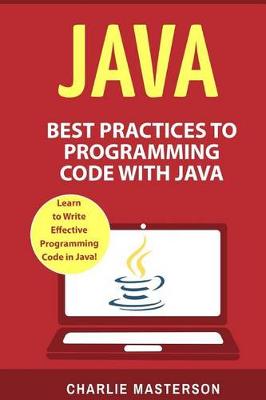 JAVA
BEST PRACTICES TO
PROGRAMMING
CODE WITH JAVA
Learn
to Write
Effective
Programming
Code in Java!
CHARLIE MASTERSON